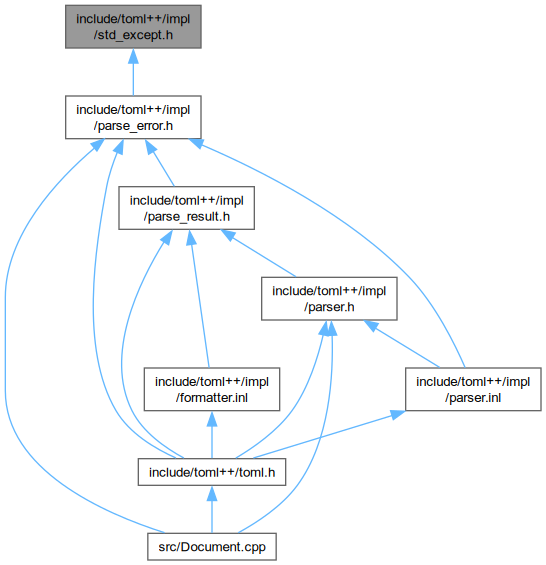 include/toml++/impl
/std_except.h
include/toml++/impl
/parse_error.h
include/toml++/impl
/parse_result.h
include/toml++/impl
/parser.h
include/toml++/impl
/formatter.inl
include/toml++/impl
/parser.inl
include/toml++/toml.h
src/Document.cpp